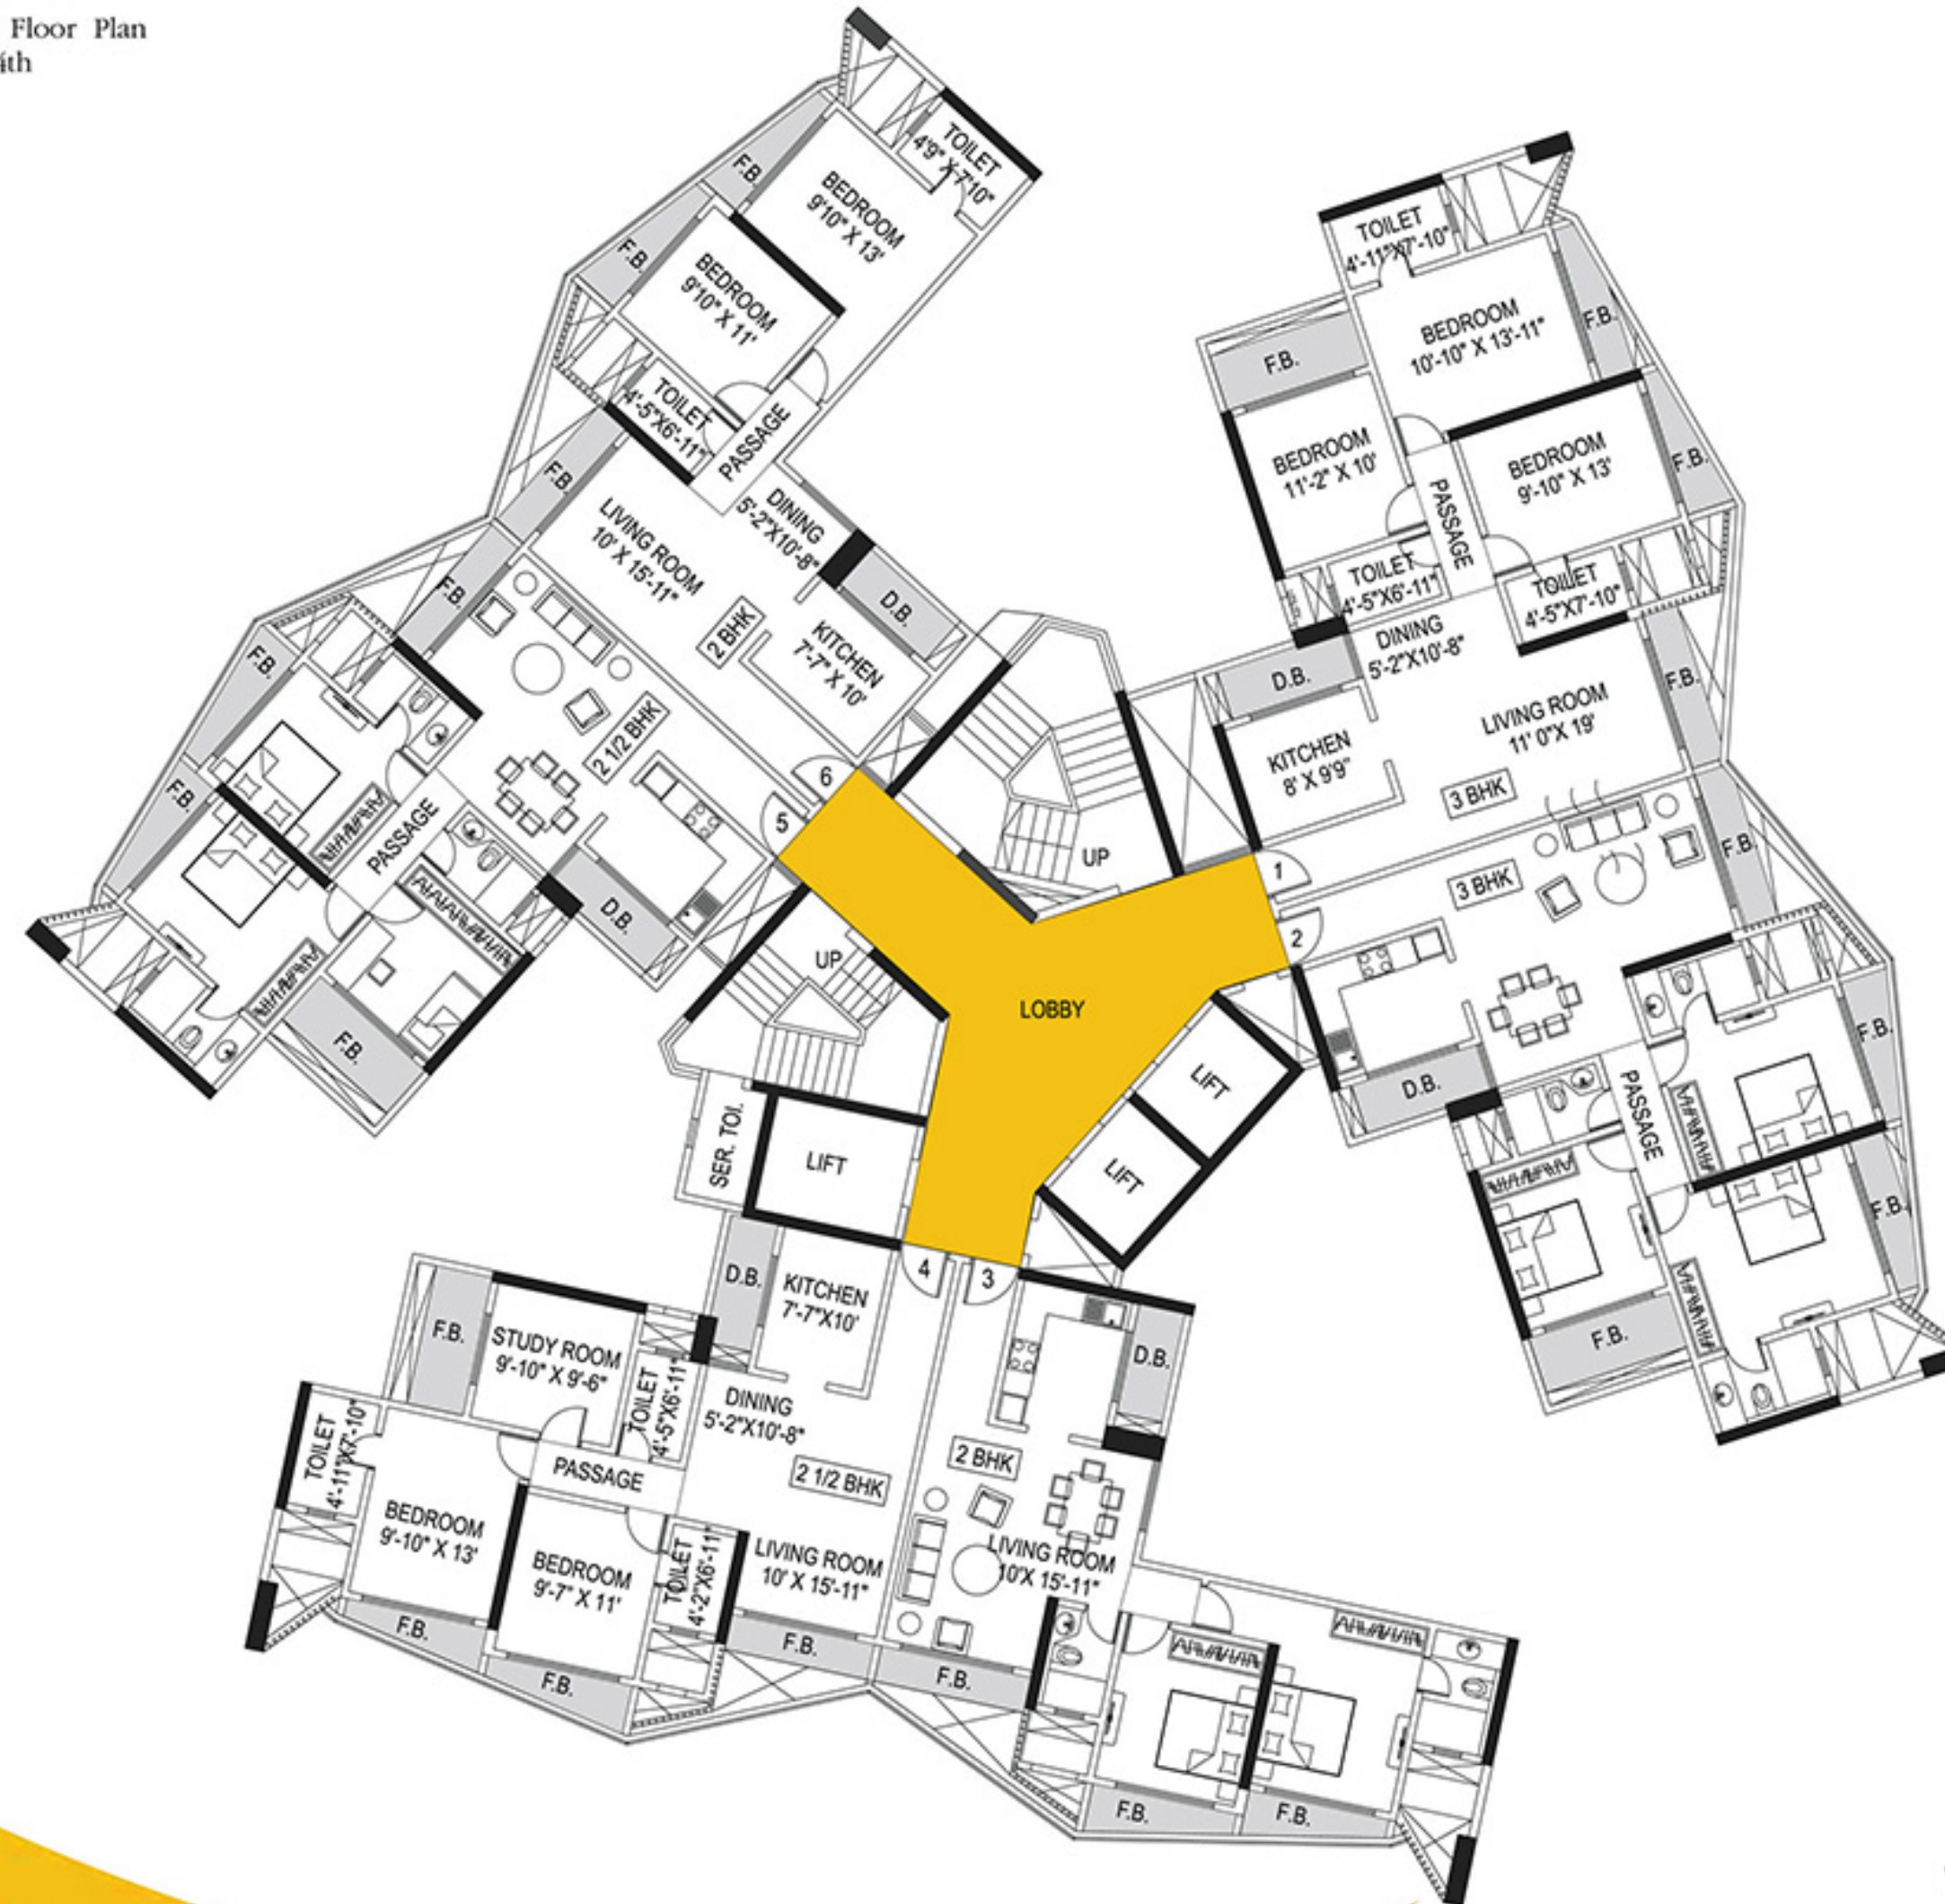 Floor Plan
TOILET
4'9" X 7'10"
BEDROOM
9'10" X 13'
F.B.
BEDROOM
9'10" X 11'
F.B.
TOILET
4'-5"X6'-11"
PASSAGE
F.B.
LIVING ROOM
10' X 15'-11"
DINING
5'-2"X10'-8"
D.B.
KITCHEN
7'-7" X 10'
2 BHK
6
TOILET
4'-11"X7'-10"
BEDROOM
10'-10" X 13'-11"
F.B.
F.B.
BEDROOM
11'-2" X 10'
BEDROOM
9'-10" X 13'
F.B.
PASSAGE
TOILET
4'-5"X6'-11"
TOILET
4'-5"X7'-10"
DINING
5'-2"X10'-8"
D.B.
F.B.
LIVING ROOM
11' 0"X 19'
KITCHEN
8' X 9'9"
3 BHK
1
F.B.
F.B.
F.B.
2 1/2 BHK
5
PASSAGE
D.B.
F.B.
UP
UP
LOBBY
F.B.
3 BHK
2
D.B.
F.B.
PASSAGE
F.B.
F.B.
LIFT
LIFT
LIFT
SER. TOI.
4
3
D.B.
KITCHEN
7'-7"X10'
F.B.
STUDY ROOM
9'-10" X 9'-6"
TOILET
4'-5"X6'-11"
DINING
5'-2"X10'-8"
TOILET
4'-11"X7'-10"
PASSAGE
2 1/2 BHK
BEDROOM
9'-10" X 13'
BEDROOM
9'-7" X 11'
TOILET
4'-2"X6'-11"
LIVING ROOM
10' X 15'-11"
F.B.
F.B.
F.B.
D.B.
2 BHK
LIVING ROOM
10'X 15'-11"
F.B.
F.B.
F.B.